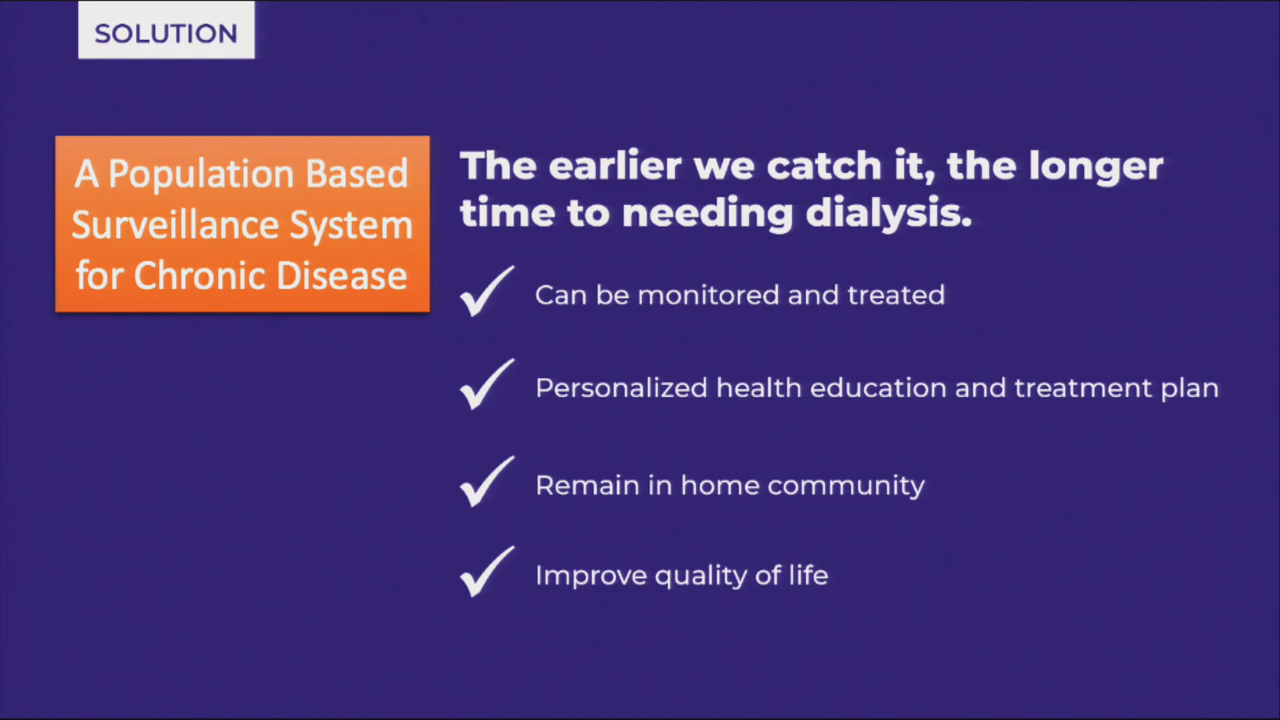 SOLUTION
A Population Based
Surveillance System
for Chronic Disease
The earlier we catch it, the longer
time to needing dialysis.
Can be monitored and treated
Personalized health education and treatment plan
Remain in home community
Improve quality of life